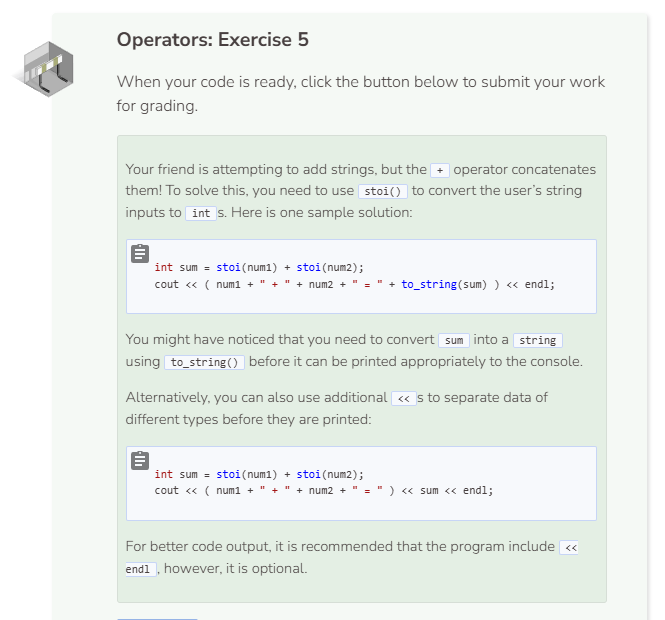 Operators: Exercise 5
When your code is ready, click the button below to submit your work
for grading.
Your friend is attempting to add strings, but the + operator concatenates
them! To solve this, you need to use stoi() to convert the user’s string
inputs to int s. Here is one sample solution:
int sum = stoi(num1) + stoi(num2);
cout << ( num1 + " + " + num2 + " = " + to_string(sum) ) << endl;
You might have noticed that you need to convert sum into a string
using to_string() before it can be printed appropriately to the console.
Alternatively, you can also use additional << s to separate data of
different types before they are printed:
int sum = stoi(num1) + stoi(num2);
cout << ( num1 + " + " + num2 + " = " ) << sum << endl;
For better code output, it is recommended that the program include <<
endl , however, it is optional.